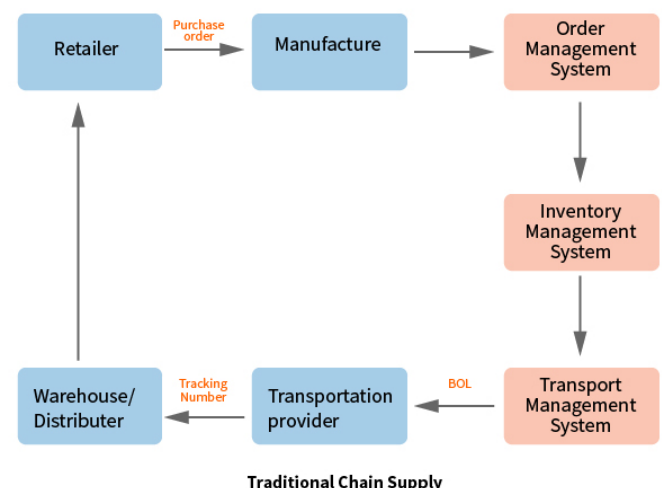 Retailer
Purchase
order
Manufacture
Order
Management
System
Inventory
Management
System
Transport
Management
System
BOL
Transportation
provider
Tracking
Number
Warehouse/
Distributer
Traditional Chain Supply